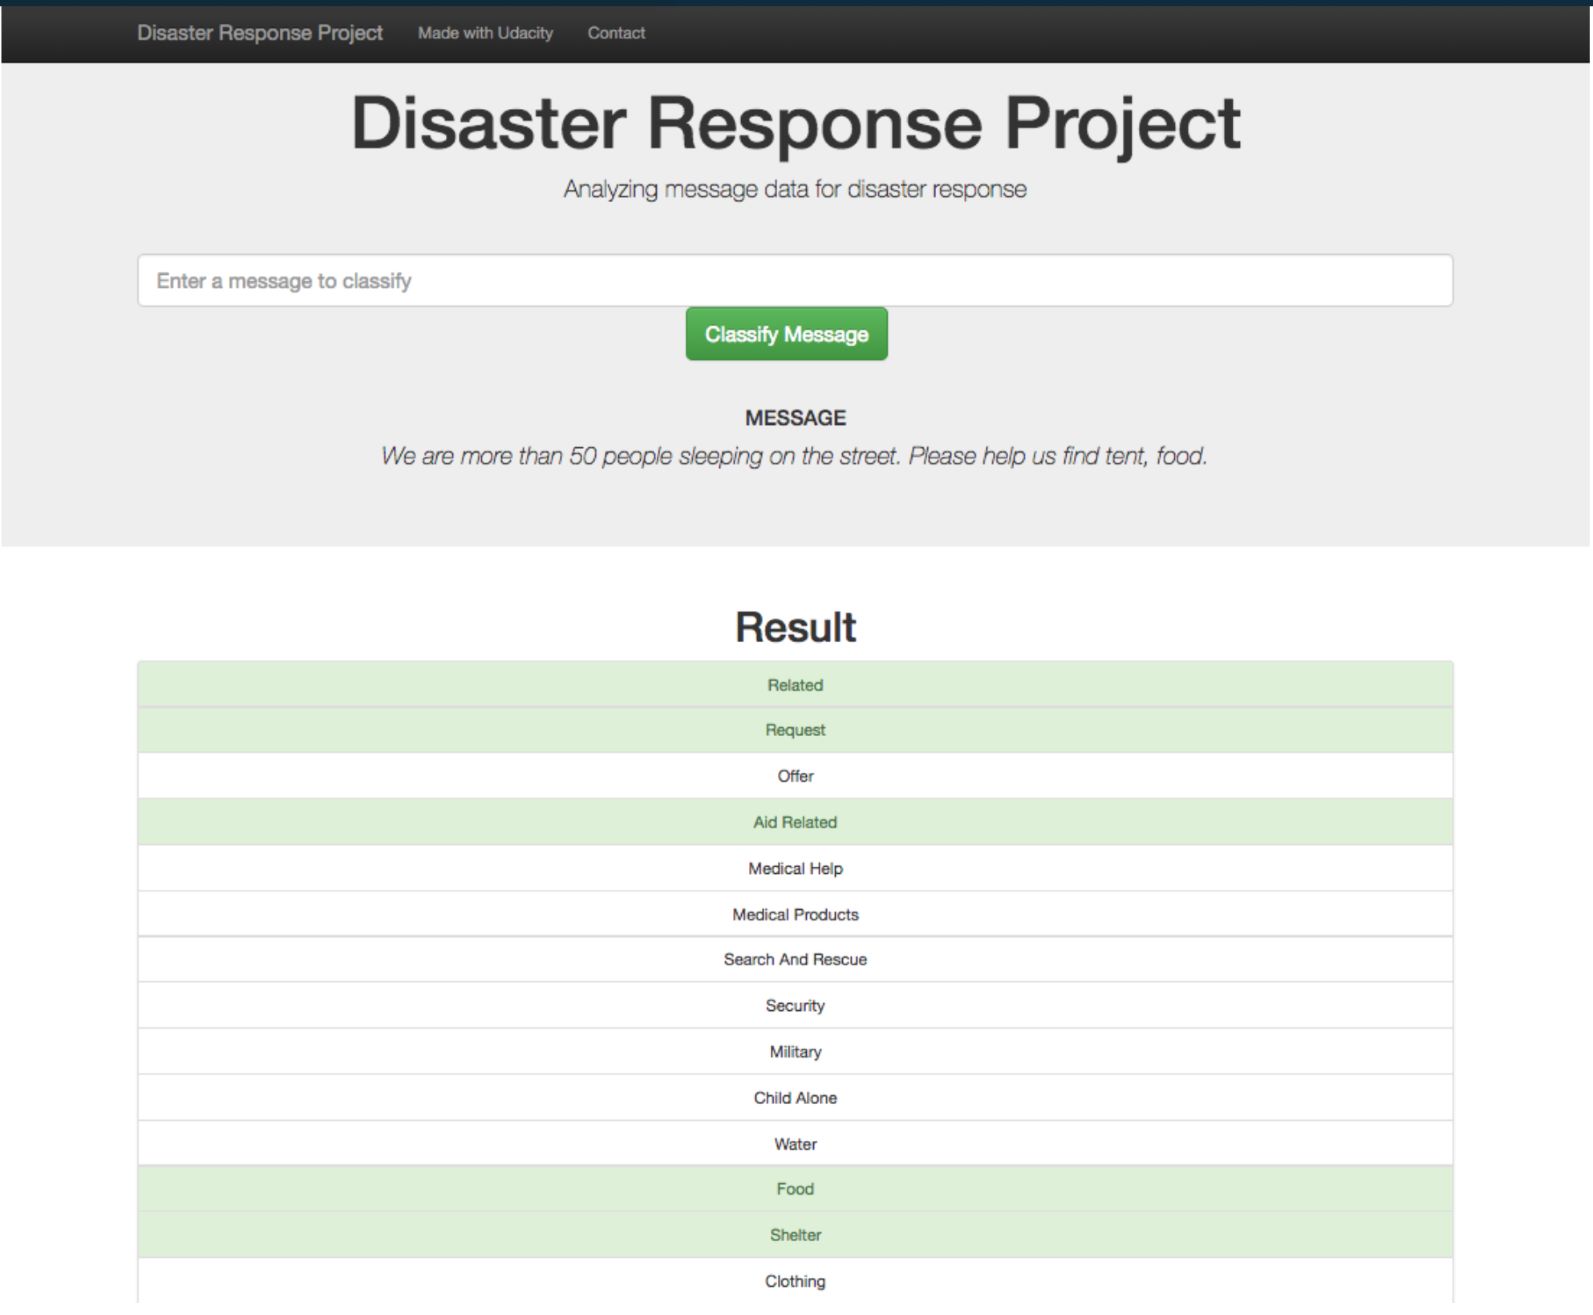 Disaster Response Project Made with Udacity Contact
Disaster Response Project
Analyzing message data for disaster response
Enter a message to classify
Classify Message
MESSAGE
We are more than 50 people sleeping on the street. Please help us find tent, food.
Result
Related
Request
Offer
Aid Related
Medical Help
Medical Products
Search And Rescue
Security
Military
Child Alone
Water
Food
Shelter
Clothing